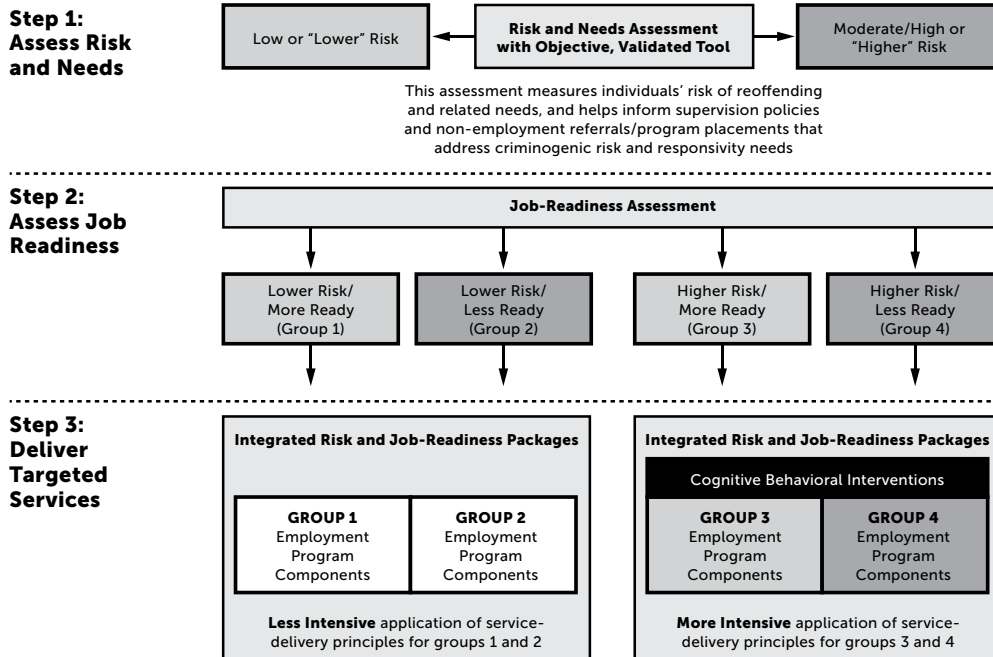 Step 1:
Assess Risk
and Needs
Low or “Lower” Risk
Risk and Needs Assessment
with Objective, Validated Tool
Moderate/High or
“Higher” Risk
This assessment measures individuals’ risk of reoffending
and related needs, and helps inform supervision policies
and non-employment referrals/program placements that
address criminogenic risk and responsivity needs
Step 2:
Assess Job
Readiness
Job-Readiness Assessment
Lower Risk/
More Ready
(Group 1)
Lower Risk/
Less Ready
(Group 2)
Higher Risk/
More Ready
(Group 3)
Higher Risk/
Less Ready
(Group 4)
Step 3:
Deliver
Targeted
Services
Integrated Risk and Job-Readiness Packages
GROUP 1
Employment
Program
Components
GROUP 2
Employment
Program
Components
Less Intensive application of service-
delivery principles for groups 1 and 2
Integrated Risk and Job-Readiness Packages
Cognitive Behavioral Interventions
GROUP 3
Employment
Program
Components
GROUP 4
Employment
Program
Components
More Intensive application of service-
delivery principles for groups 3 and 4